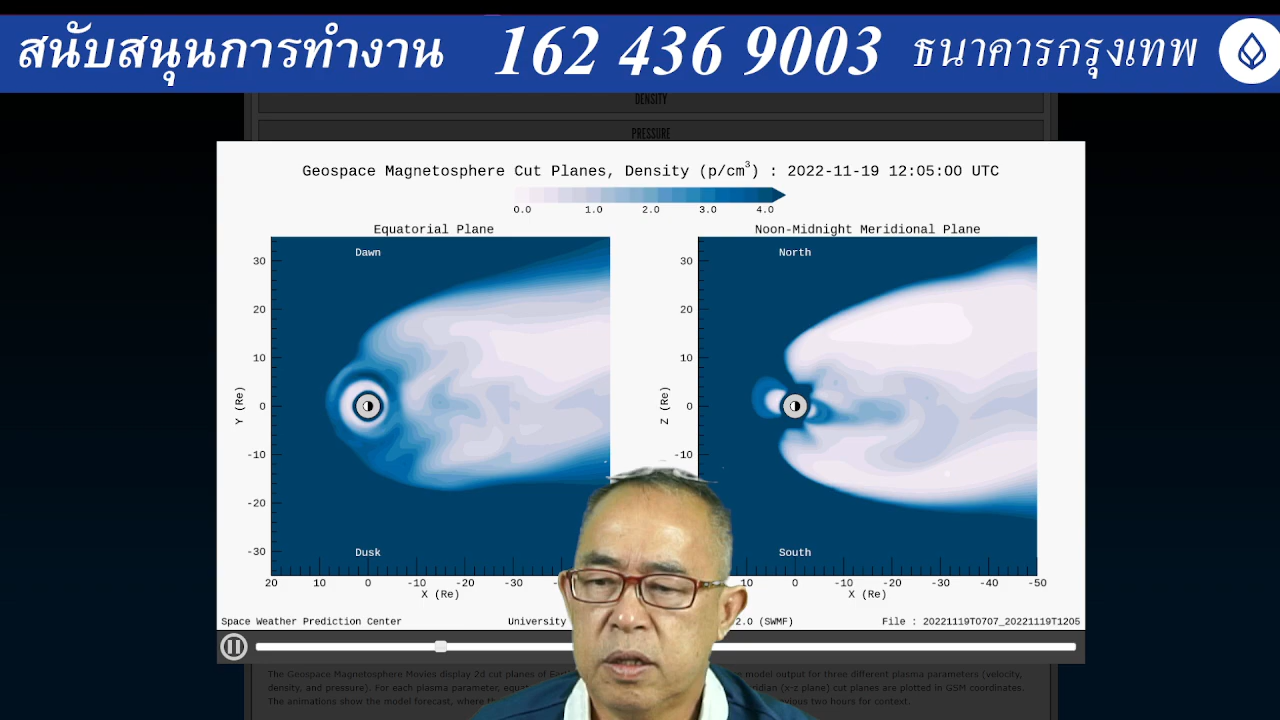 สนับสนุนการทำงาน 162 436 9003 ธนาคารกรุงเทพ
DENSITY
PRESSURE
Geospace Magnetosphere Cut Planes, Density (p/cm3) : 2022-11-19 12:05:00 UTC
0.0 1.0 2.0 3.0 4.0
Equatorial Plane
Noon-Midnight Meridional Plane
Dawn
North
30
20
10
0
-10
-20
-30
Y (Re)
30
20
10
0
-10
Z (Re)
Dusk
South
20 10 0 -10 -20 -30
10 0 -10 -20 -30 -40 -50
X (Re)
X (Re)
Space Weather Prediction Center University 2.0 (SWMF) File : 20221119T0707_20221119T1205
The Geospace Magnetosphere Movies display 2d cut planes of model output for three different plasma parameters (velocity,
density, and pressure). For each plasma parameter, (x-z plane) cut planes are plotted in GSM coordinates.
The animations show the model forecast, where two hours for context.